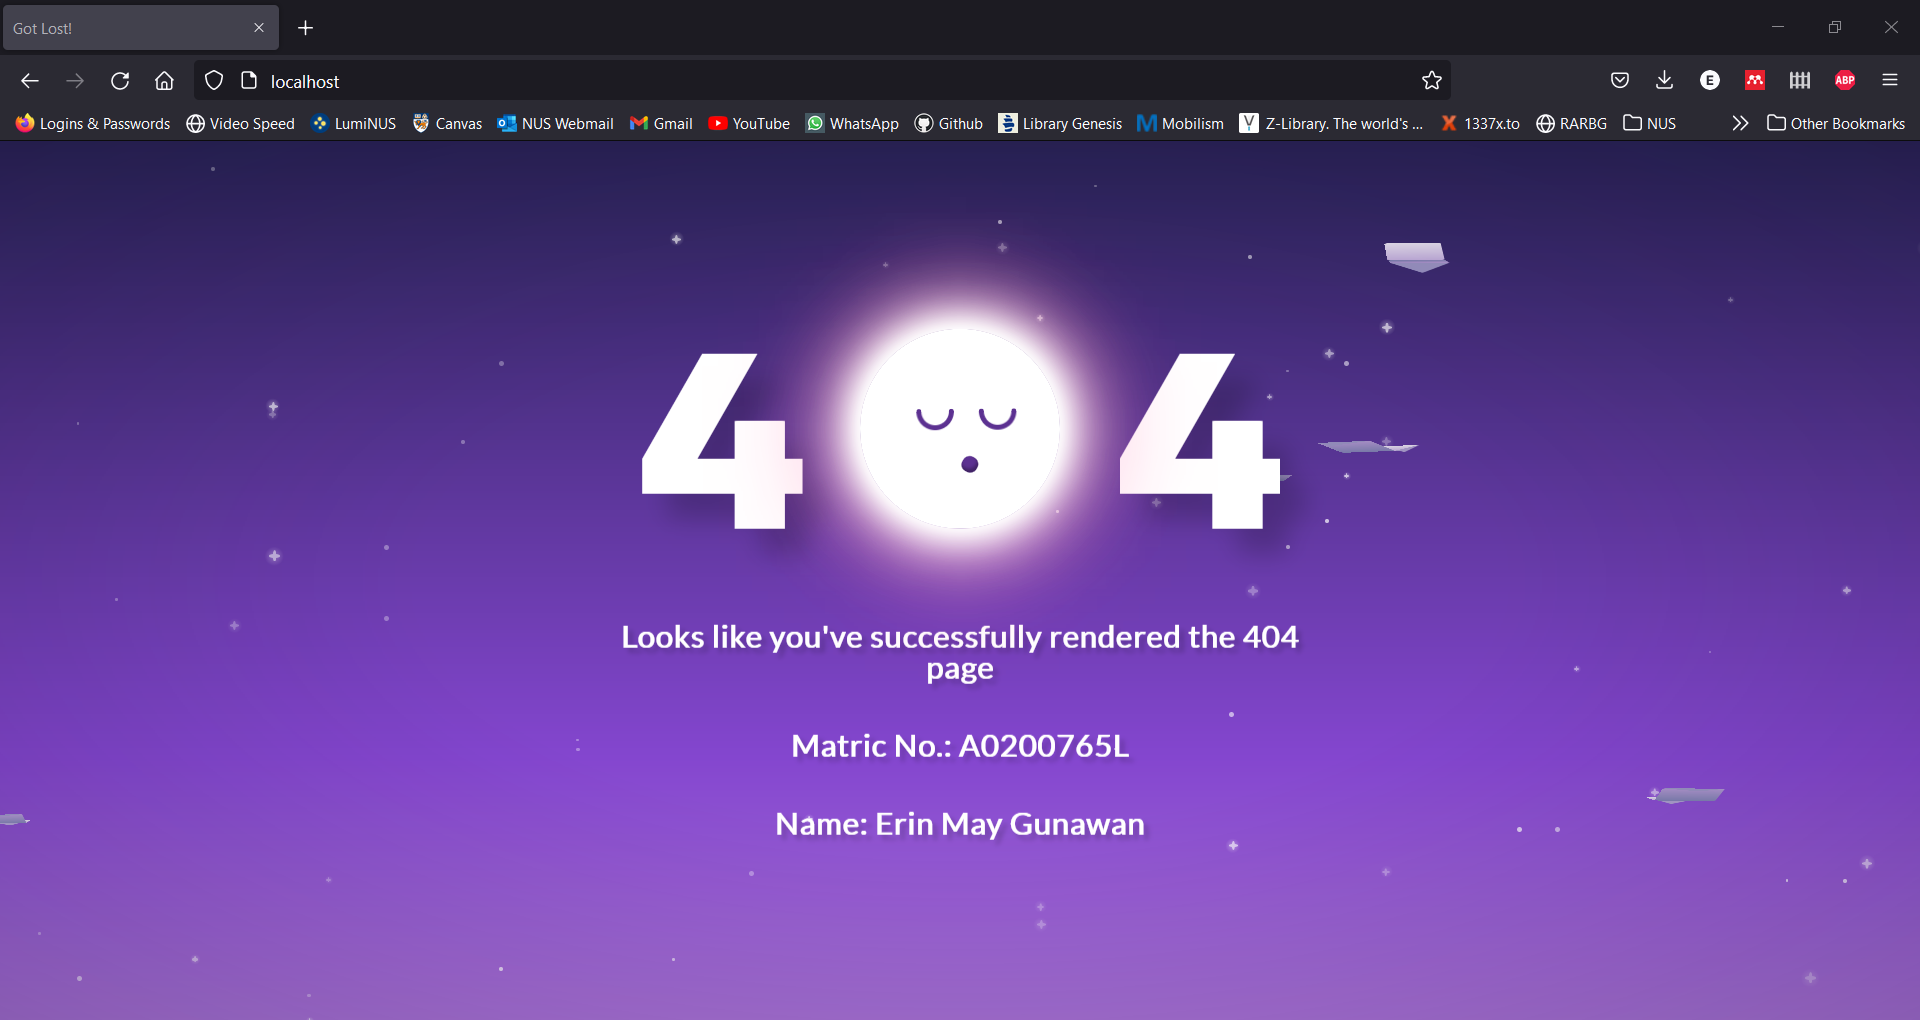 Got Lost!
localhost
E
ABP
Logins & Passwords Video Speed LumiNUS Canvas NUS Webmail Gmail YouTube WhatsApp Github Library Genesis Mobilism Z-Library. The world's ... 1337x.to RARBG NUS Other Bookmarks
4 4
Looks like you've successfully rendered the 404
page
Matric No.: A0200765L
Name: Erin May Gunawan